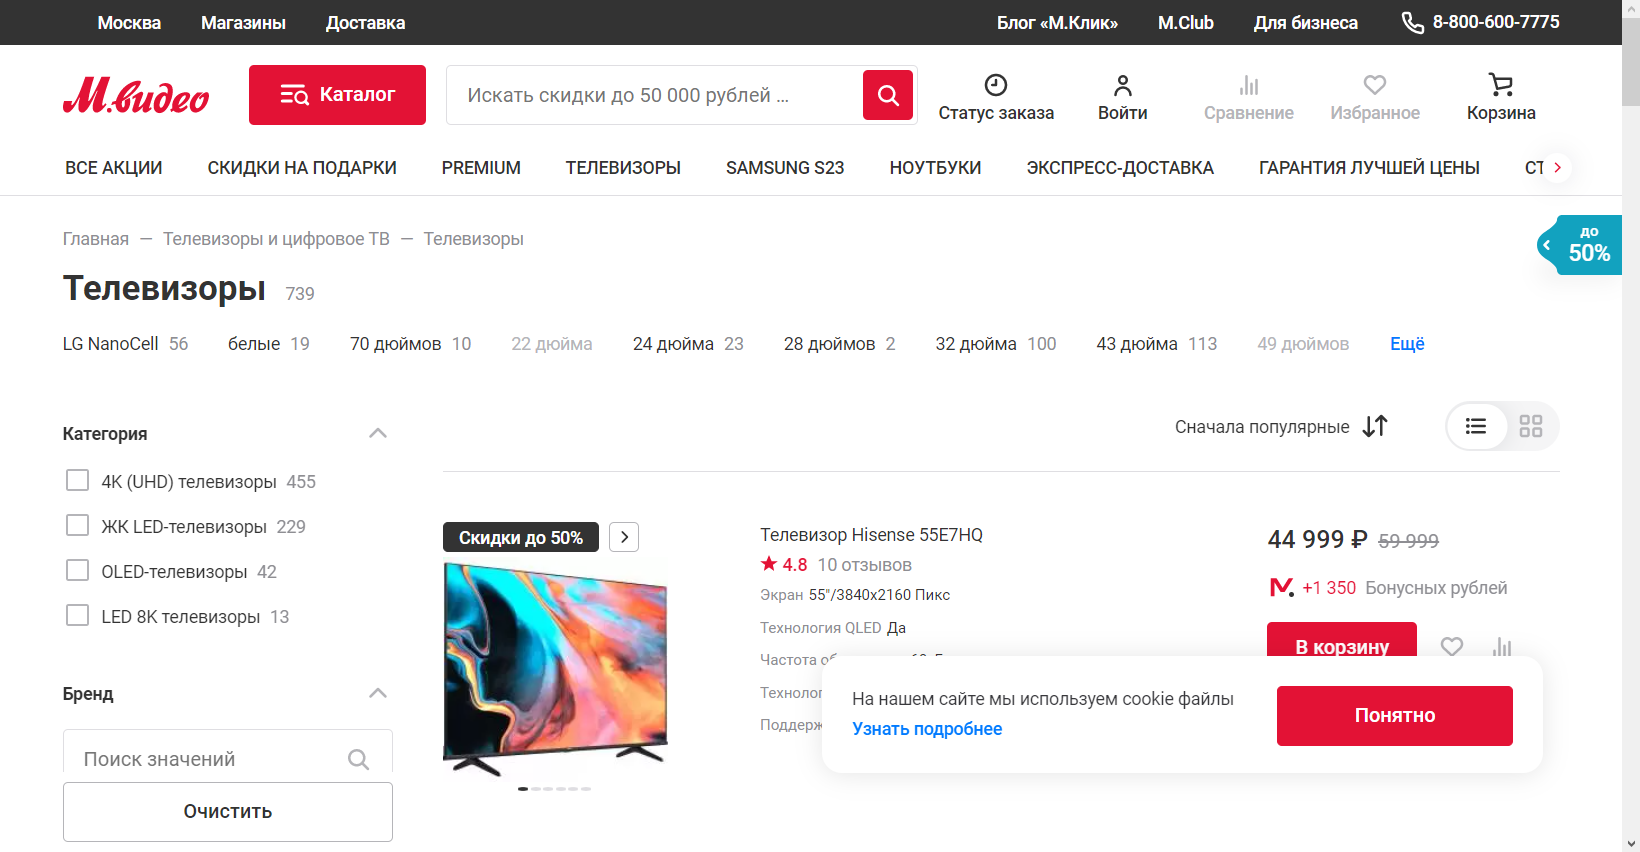 Москва Магазины Доставка Блог «М.Клик» M.Club Для бизнеса 8-800-600-7775
М.видео Каталог Искать скидки до 50 000 рублей ... Статус заказа Войти Сравнение Избранное Корзина
ВСЕ АКЦИИ СКИДКИ НА ПОДАРКИ PREMIUM ТЕЛЕВИЗОРЫ SAMSUNG S23 НОУТБУКИ ЭКСПРЕСС-ДОСТАВКА ГАРАНТИЯ ЛУЧШЕЙ ЦЕНЫ СТ
до
50%
Главная — Телевизоры и цифровое ТВ — Телевизоры
Телевизоры 739
LG NanoCell 56 белые 19 70 дюймов 10 22 дюйма 24 дюйма 23 28 дюймов 2 32 дюйма 100 43 дюйма 113 49 дюймов Ещё
Сначала популярные
Категория
4K (UHD) телевизоры 455
ЖК LED-телевизоры 229
OLED-телевизоры 42
LED 8K телевизоры 13
Бренд
Поиск значений
Очистить
Скидки до 50%
Телевизор Hisense 55E7HQ
4.8 10 отзывов
Экран 55"/3840x2160 Пикс
Технология QLED Да
Частота
44 999 ₽ 59 999
+1 350 Бонусных рублей
В корзину
На нашем сайте мы используем cookie файлы
Узнать подробнее
Понятно